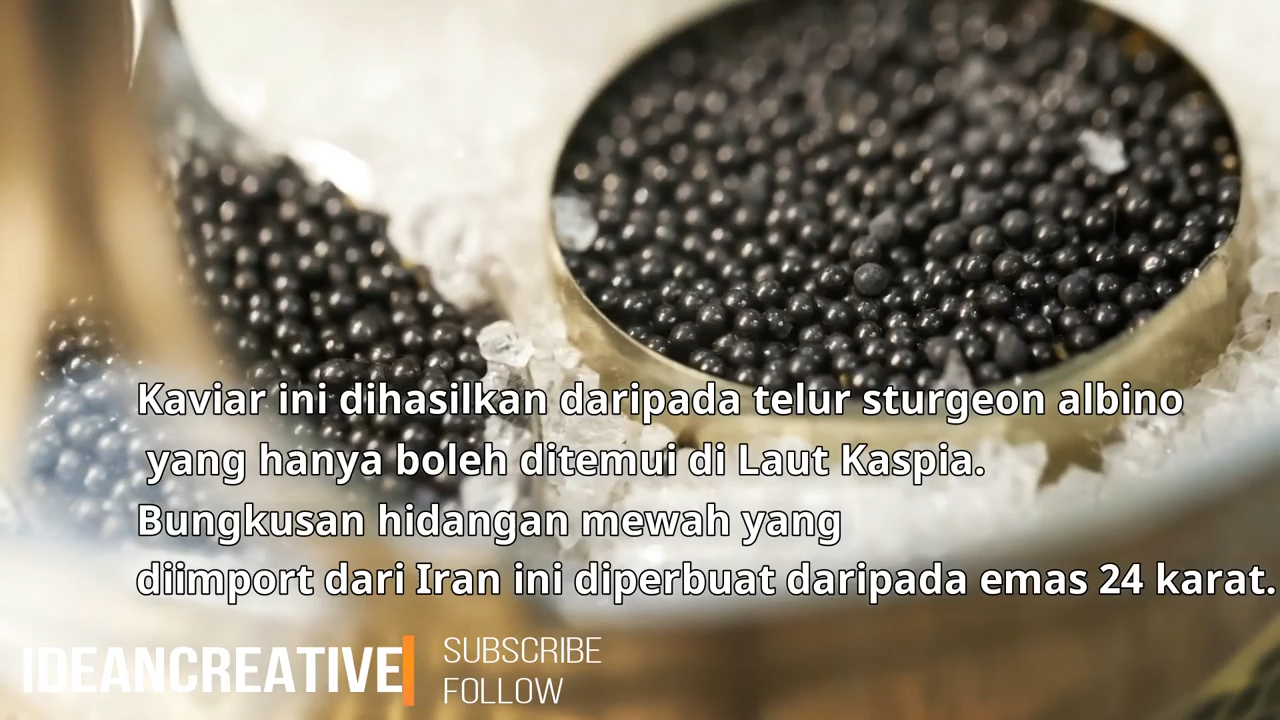 Kaviar ini dihasilkan daripada telur sturgeon albino
yang hanya boleh ditemui di Laut Kaspia.
Bungkusan hidangan mewah yang
diimport dari Iran ini diperbuat daripada emas 24 karat.
IDEANCREATIVE
SUBSCRIBE
FOLLOW